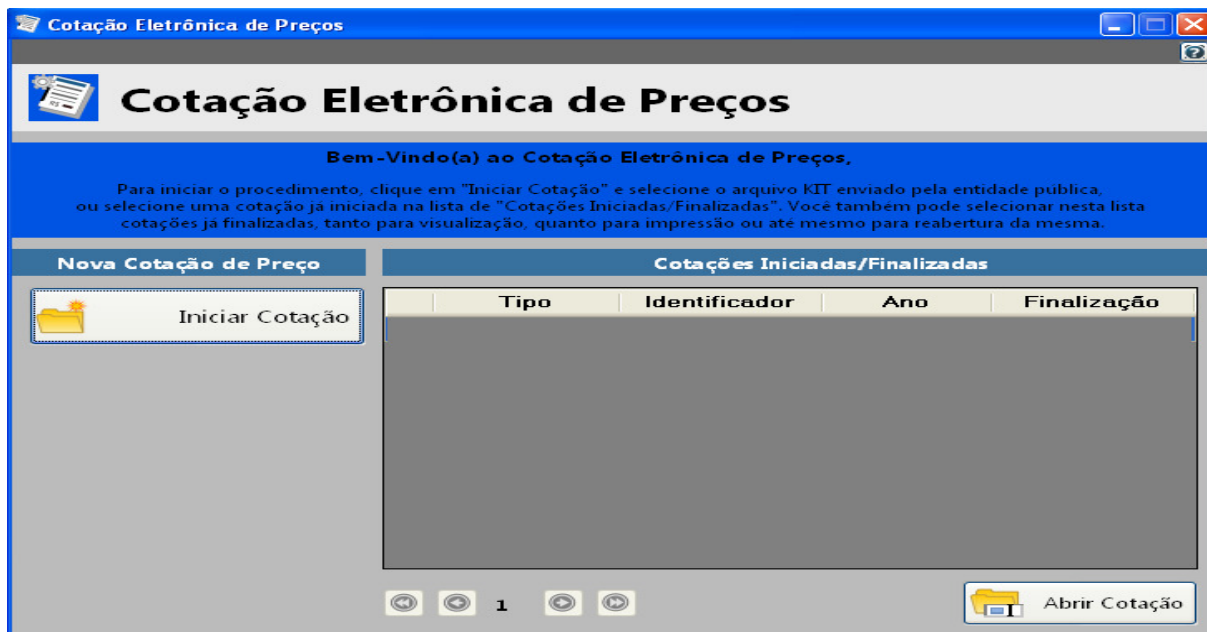 Cotação Eletrônica de Preços
Cotação Eletrônica de Preços
Bem-Vindo(a) ao Cotação Eletrônica de Preços,
Para iniciar o procedimento, clique em "Iniciar Cotação" e selecione o arquivo KIT enviado pela entidade pública,
ou selecione uma cotação já iniciada na lista de "Cotações Iniciadas/Finalizadas". Você também pode selecionar nesta lista
cotações já finalizadas, tanto para visualização, quanto para impressão ou até mesmo para reabertura da mesma.
Nova Cotação de Preço
Cotações Iniciadas/Finalizadas
Iniciar Cotação
Tipo Identificador Ano Finalização
1
Abrir Cotação